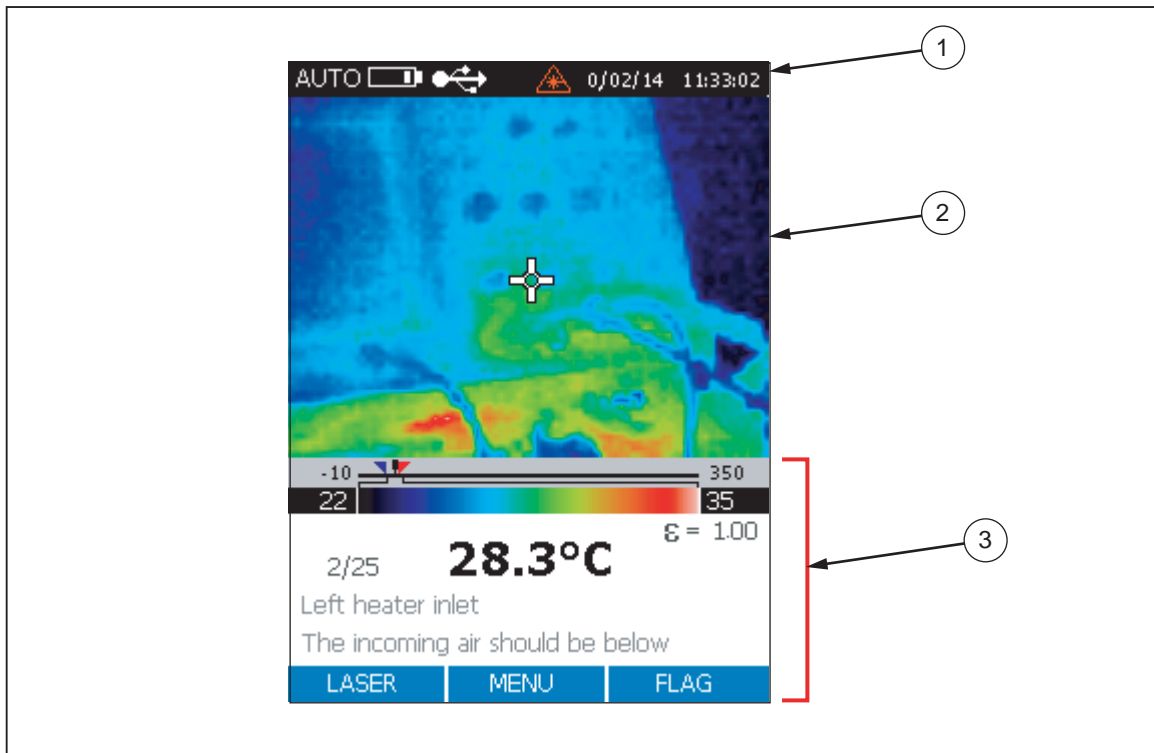 1
AUTO 0/02/14 11:33:02
2
-10 350
22 35
ε = 1.00
2/25 28.3°C
3
Left heater inlet
The incoming air should be below
LASER MENU FLAG